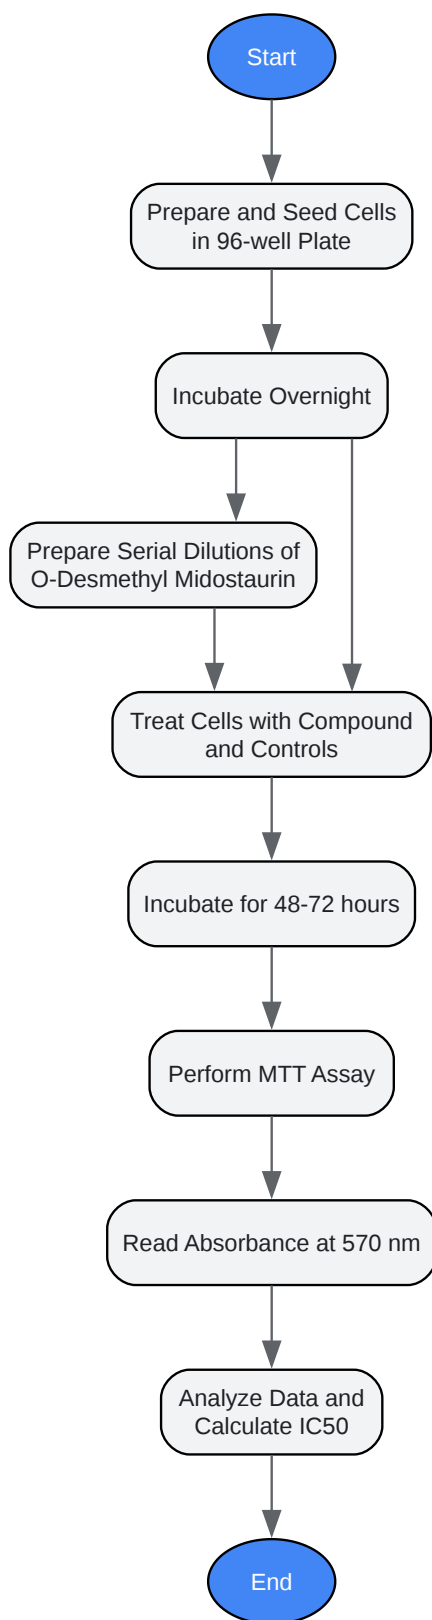 Start
Prepare and Seed Cells
in 96-well Plate
Incubate Overnight
Prepare Serial Dilutions of
O-Desmethyl Midostaurin
Treat Cells with Compound
and Controls
Incubate for 48-72 hours
Perform MTT Assay
Read Absorbance at 570 nm
Analyze Data and
Calculate IC50
End